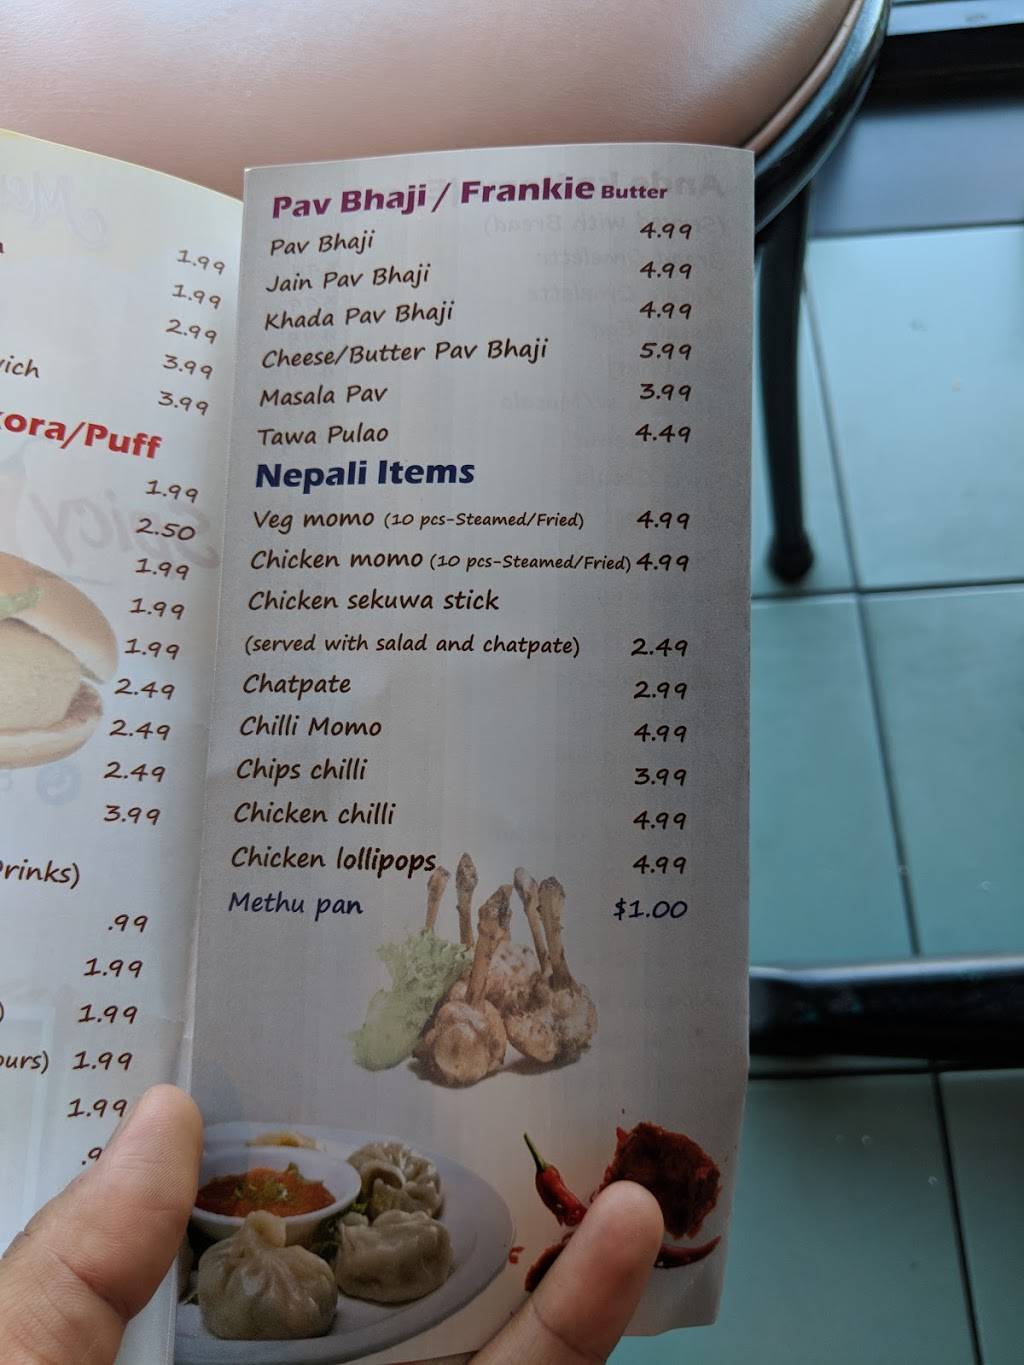 1.99
1.99
2.99
3.99
3.99
ora/Puff
1.99
2.50
1.99
1.99
1.99
2.49
2.49
2.49
3.99
rinks)
.99
1.99
1.99
ours) 1.99
1.99
Pav Bhaji / Frankie Butter
Pav Bhaji 4.99
Jain Pav Bhaji 4.99
Khada Pav Bhaji 4.99
Cheese/Butter Pav Bhaji 5.99
Masala Pav 3.99
Tawa Pulao 4.49
Nepali Items
Veg momo (10 pcs-Steamed/Fried) 4.99
Chicken momo (10 pcs-Steamed/Fried) 4.99
Chicken sekuwa stick
(served with salad and chatpate) 2.49
Chatpate 2.99
Chilli Momo 4.99
Chips chilli 3.99
Chicken chilli 4.99
Chicken lollipops 4.99
Methu pan $1.00